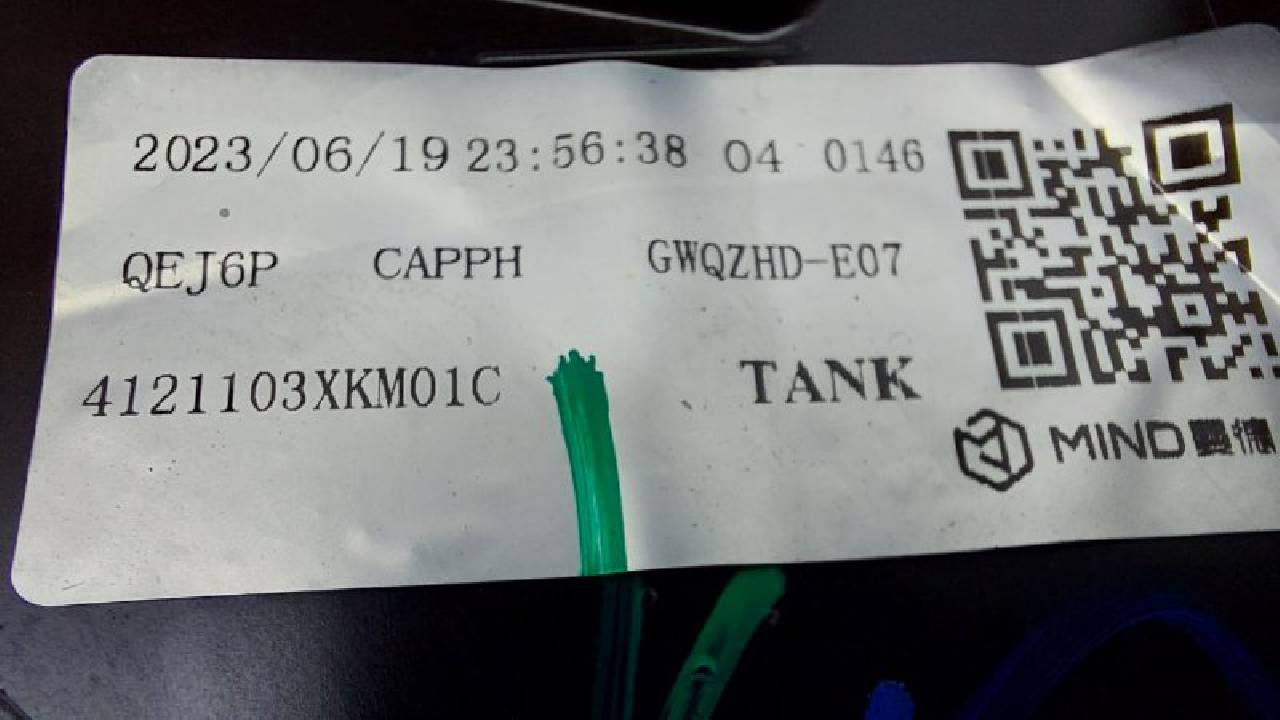 2023/06/19 23:56:38 04 0146
QEJ6P CAPPH GWQZHD-E07
4121103XKM01C TANK
MIND